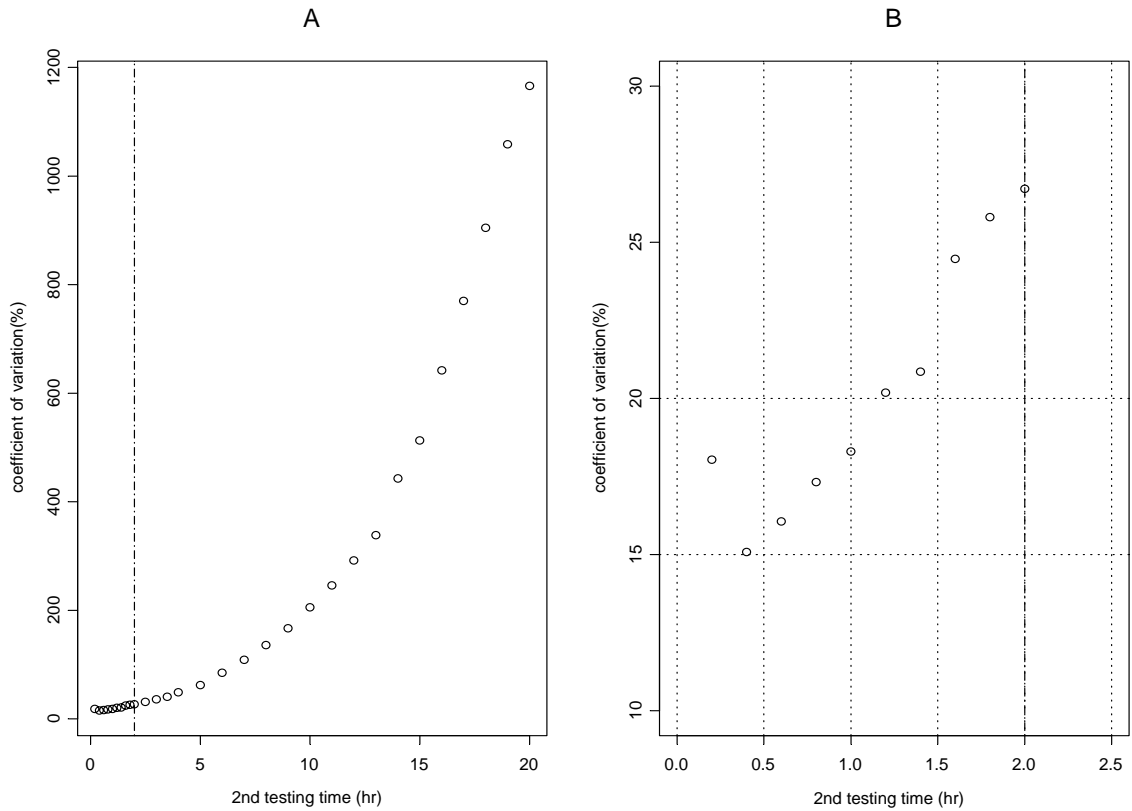 A
coefficient of variation(%)
1200
1000
800
600
400
200
0
0 5 10 15 20
2nd testing time (hr)
B
coefficient of variation(%)
30
25
20
15
10
0.0 0.5 1.0 1.5 2.0 2.5
2nd testing time (hr)